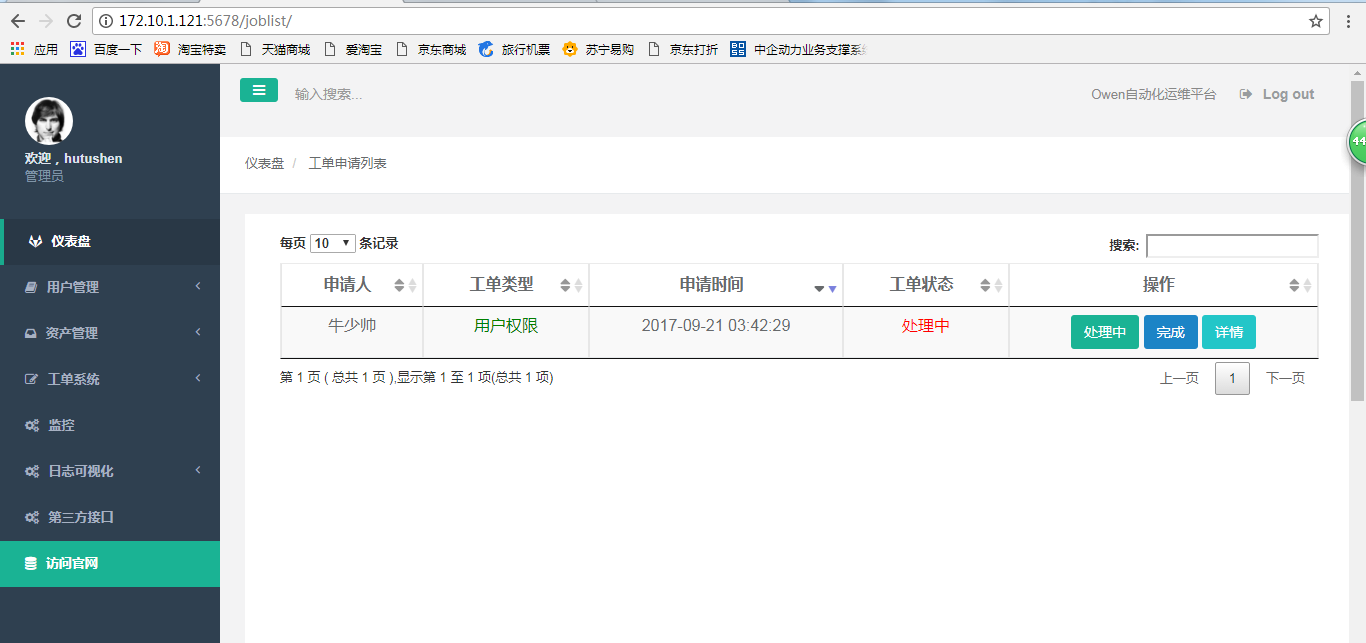 172.10.1.121:5678/joblist/
应用 百度一下 淘宝特卖 天猫商城 爱淘宝 京东商城 旅行机票 苏宁易购 京东打折 中企动力业务支撑系
输入搜索...
Owen自动化运维平台 Log out
欢迎，hutushen
管理员
仪表盘
用户管理
资产管理
工单系统
监控
日志可视化
第三方接口
访问官网
仪表盘 / 工单申请列表
44
每页 10 条记录
搜索:
申请人 工单类型 申请时间 工单状态 操作
牛少帅 用户权限 2017-09-21 03:42:29 处理中 处理中 完成 详情
第 1 页 ( 总共 1 页 ),显示第 1 至 1 项(总共 1 项)
上一页 1 下一页